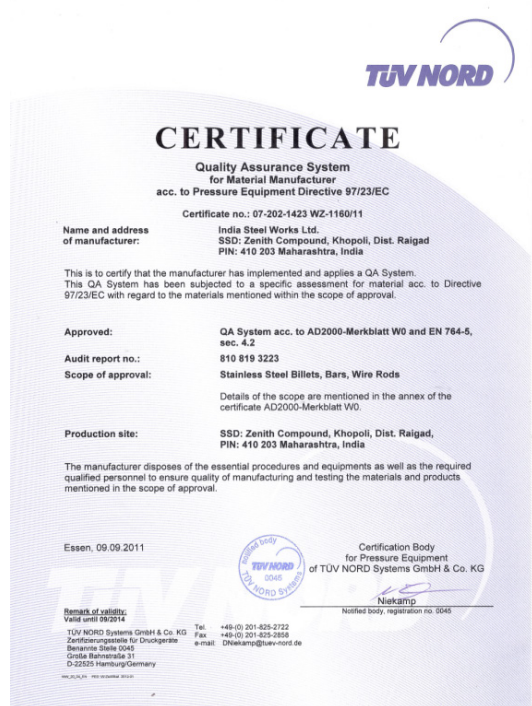 TÜV NORD
CERTIFICATE
Quality Assurance System
for Material Manufacturer
acc. to Pressure Equipment Directive 97/23/EC
Certificate no.: 07-202-1423 WZ-1160/11
Name and address of manufacturer: India Steel Works Ltd.
SSD: Zenith Compound, Khopoli, Dist. Raigad
PIN: 410 203 Maharashtra, India
This is to certify that the manufacturer has implemented and applies a QA System.
This QA System has been subjected to a specific assessment for material acc. to Directive
97/23/EC with regard to the materials mentioned within the scope of approval.
Approved: QA System acc. to AD2000-Merkblatt W0 and EN 764-5,
sec. 4.2
Audit report no.: 810 819 3223
Scope of approval: Stainless Steel Billets, Bars, Wire Rods
Details of the scope are mentioned in the annex of the
certificate AD2000-Merkblatt W0.
Production site: SSD: Zenith Compound, Khopoli, Dist. Raigad,
PIN: 410 203 Maharashtra, India
The manufacturer disposes of the essential procedures and equipments as well as the required
qualified personnel to ensure quality of manufacturing and testing the materials and products
mentioned in the scope of approval.
Essen, 09.09.2011
notified body
TÜV NORD
0045
TÜV NORD Systems
Certification Body
for Pressure Equipment
of TÜV NORD Systems GmbH & Co. KG
Niekamp
Notified body, registration no. 0045
Remark of validity:
Valid until 09/2014
TÜV NORD Systems GmbH & Co. KG
Zertifizierungsstelle für Druckgeräte
Benannte Stelle 0045
Große Bahnstraße 31
D-22525 Hamburg/Germany
Tel. +49-(0) 201-825-2722
Fax +49-(0) 201-825-2858
e-mail: DNiekamp@tuev-nord.de
TÜV NORD